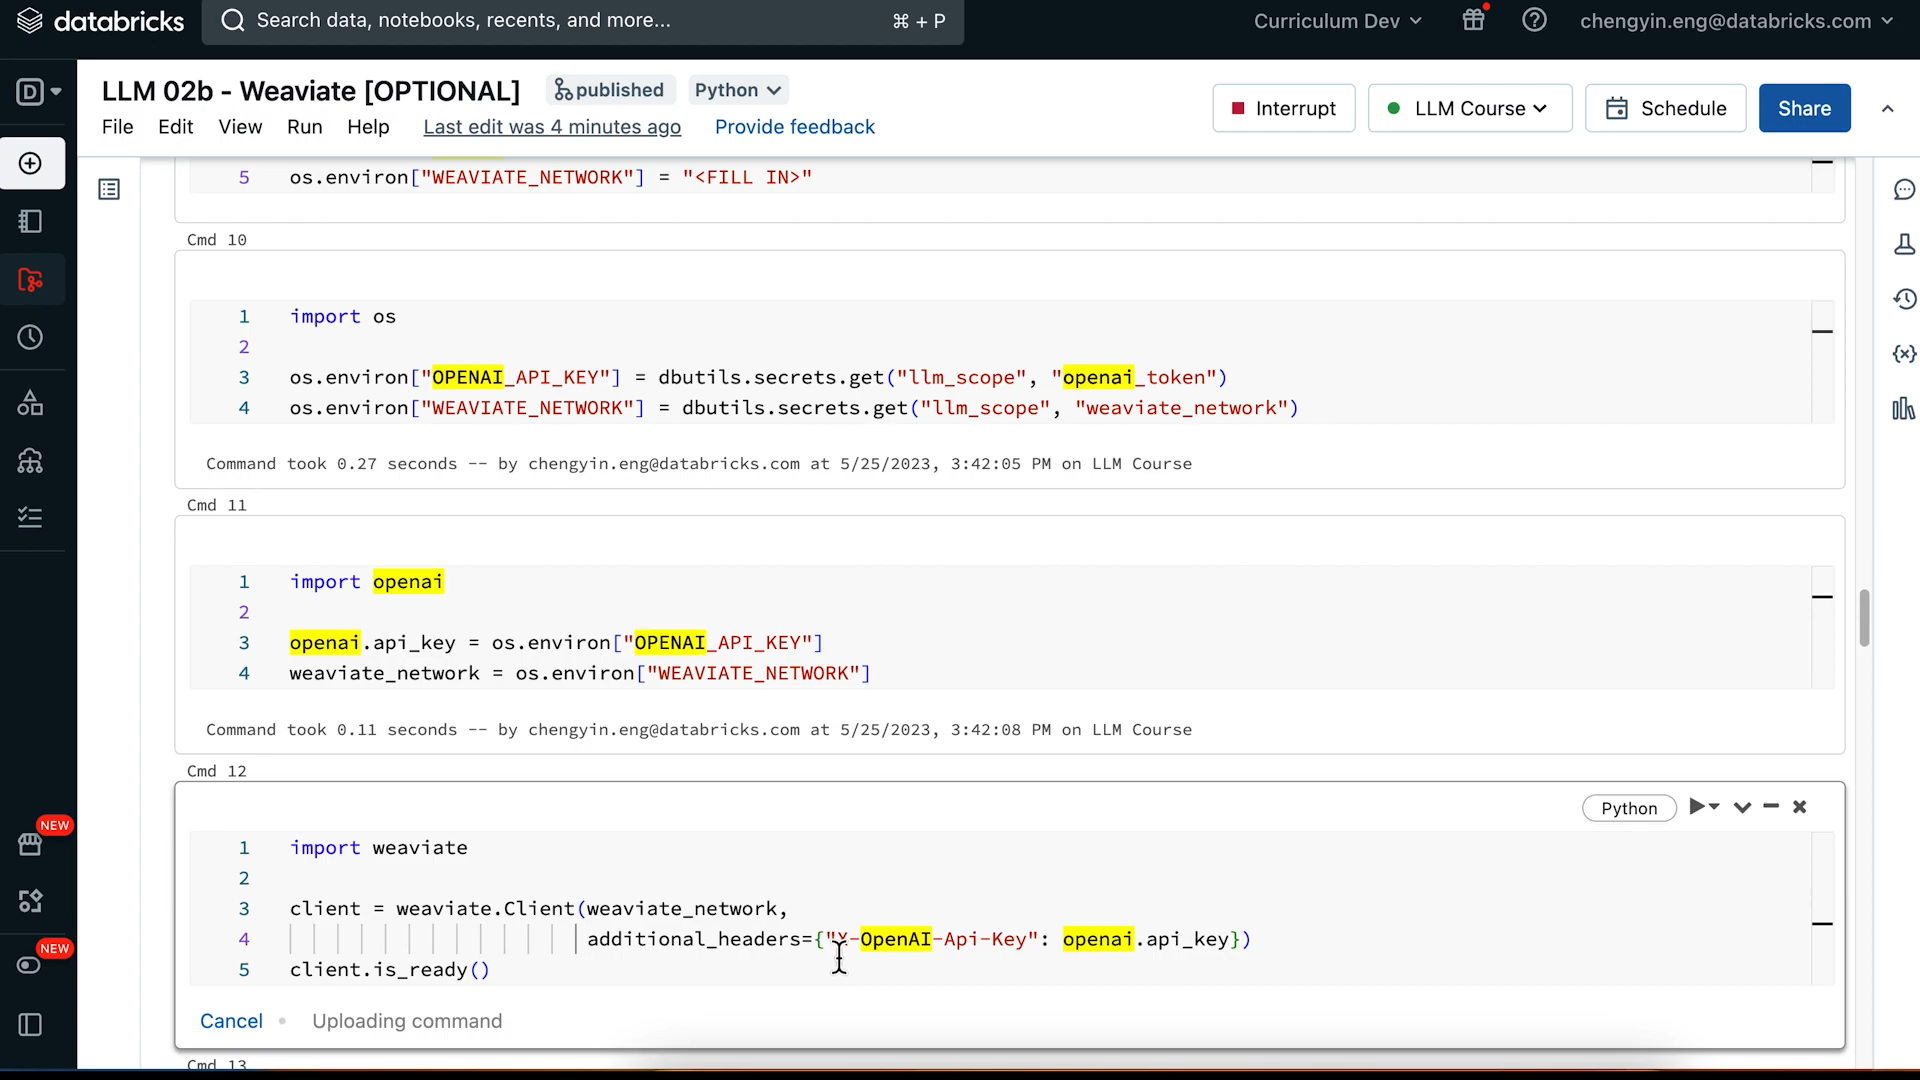 databricks
Search data, notebooks, recents, and more...
⌘ + P
Curriculum Dev
chengyin.eng@databricks.com
D
LLM 02b - Weaviate [OPTIONAL]
published
Python
File Edit View Run Help Last edit was 4 minutes ago Provide feedback
Interrupt
LLM Course
Schedule
Share
5 os.environ["WEAVIATE_NETWORK"] = "<FILL IN>"
Cmd 10
1 import os
2
3 os.environ["OPENAI_API_KEY"] = dbutils.secrets.get("llm_scope", "openai_token")
4 os.environ["WEAVIATE_NETWORK"] = dbutils.secrets.get("llm_scope", "weaviate_network")
Command took 0.27 seconds -- by chengyin.eng@databricks.com at 5/25/2023, 3:42:05 PM on LLM Course
Cmd 11
1 import openai
2
3 openai.api_key = os.environ["OPENAI_API_KEY"]
4 weaviate_network = os.environ["WEAVIATE_NETWORK"]
Command took 0.11 seconds -- by chengyin.eng@databricks.com at 5/25/2023, 3:42:08 PM on LLM Course
Cmd 12
Python
1 import weaviate
2
3 client = weaviate.Client(weaviate_network,
4 additional_headers={"X-OpenAI-Api-Key": openai.api_key})
5 client.is_ready()
Cancel • Uploading command
Cmd 13
NEW
NEW